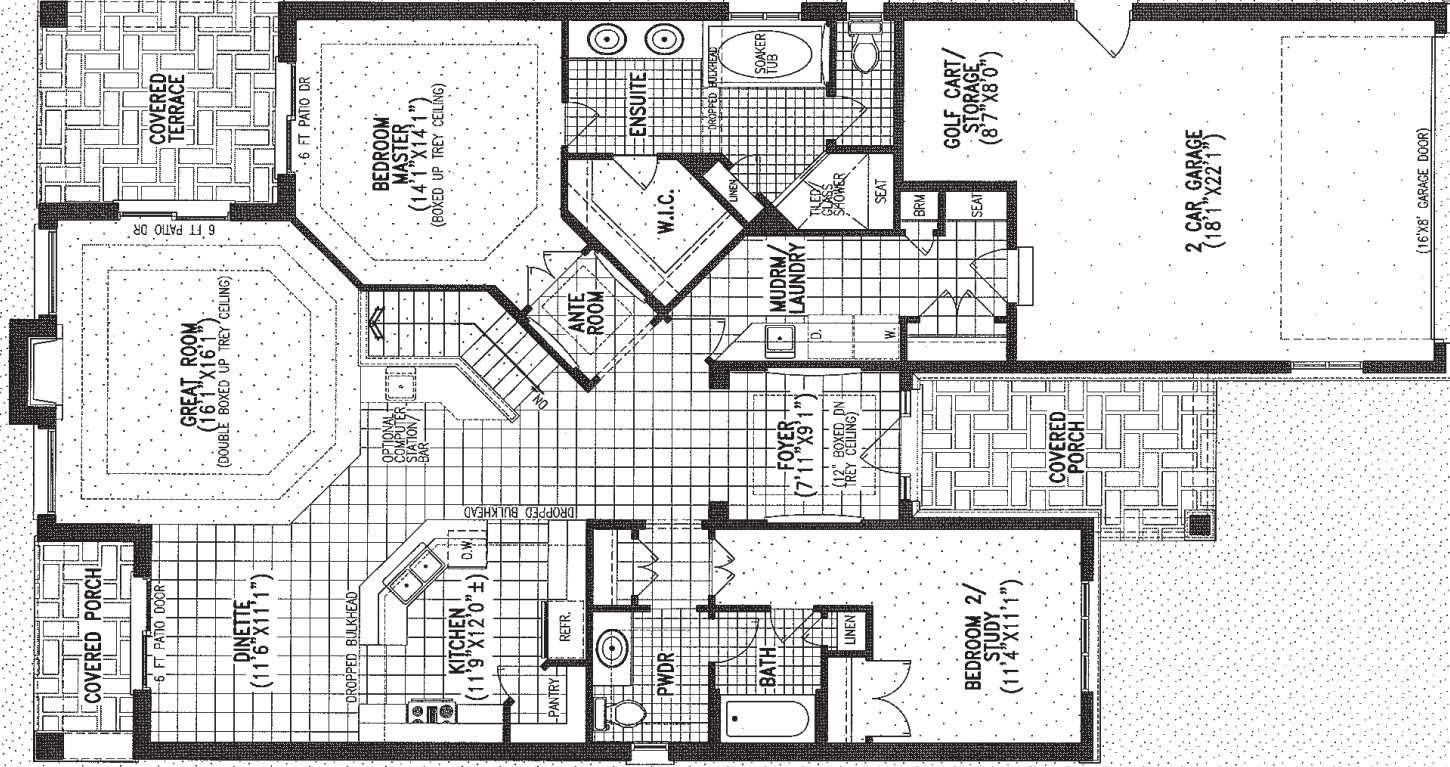 COVERED
TERRACE
6 FT PATIO DR
BEDROOM
MASTER
(14'1"X14'1")
(BOXED UP TREY CEILING)
ENSUITE
DROPPED BULKHEAD
SOAKER
TUB
GOLF CART/
STORAGE
(8'7"X8'0")
2 CAR GARAGE
(18'1"X22'1")
(16'X8' GARAGE DOOR)
6 FT PATIO DR
GREAT ROOM
(16'1"X16'1")
(DOUBLE BOXED UP TREY CEILING)
W.I.C.
LINEN
TILED/
GLASS
SHOWER
SEAT
BRM
SEAT
ANTE
ROOM
MUDRM/
LAUNDRY
D.
W.
DN
OPTIONAL
COMPUTER
STATION/
BAR
FOYER
(7'11"X9'1")
(12" BOXED DN
TREY CEILING)
COVERED
PORCH
DROPPED BULKHEAD
COVERED PORCH
6 FT PATIO DOOR
DINETTE
(11'6"X11'1")
DROPPED BULKHEAD
D.W.
KITCHEN
(11'9"X12'0"±)
REFR.
PANTRY
PWDR
BATH
LINEN
BEDROOM 2/
STUDY
(11'4"X11'1")